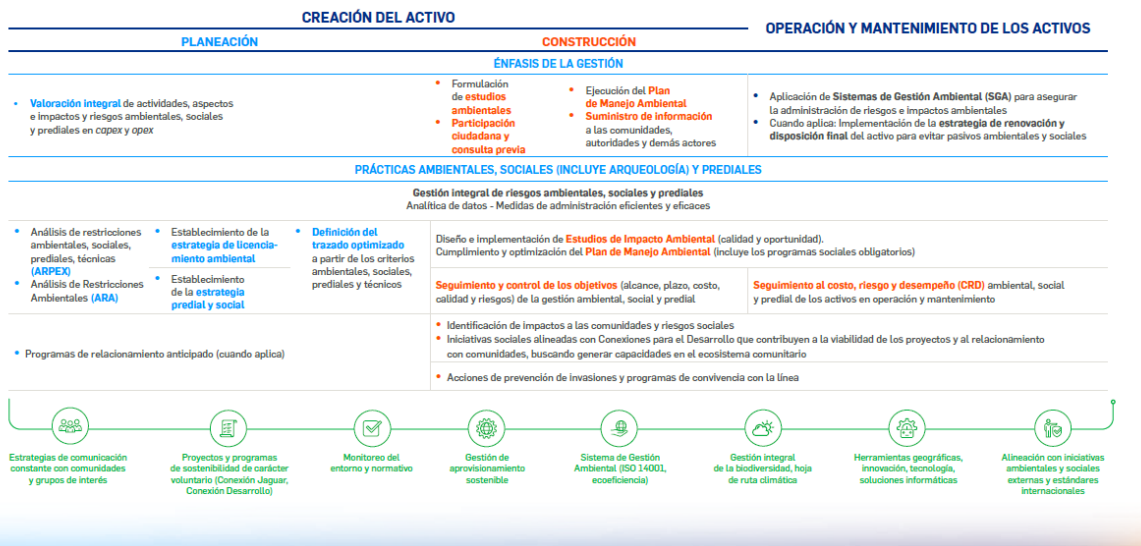 CREACIÓN DEL ACTIVO
OPERACIÓN Y MANTENIMIENTO DE LOS ACTIVOS
PLANEACIÓN
CONSTRUCCIÓN
ÉNFASIS DE LA GESTIÓN
• Valoración integral de actividades, aspectos
e impactos y riesgos ambientales, sociales
y prediales en capex y opex
• Formulación
de estudios
ambientales
• Participación
ciudadana y
consulta previa
• Ejecución del Plan
de Manejo Ambiental
• Suministro de información
a las comunidades,
autoridades y demás actores
• Aplicación de Sistemas de Gestión Ambiental (SGA) para asegurar
la administración de riesgos e impactos ambientales
• Cuando aplica: Implementación de la estrategia de renovación y
disposición final del activo para evitar pasivos ambientales y sociales
PRÁCTICAS AMBIENTALES, SOCIALES (INCLUYE ARQUEOLOGÍA) Y PREDIALES
Gestión integral de riesgos ambientales, sociales y prediales
Analítica de datos - Medidas de administración eficientes y eficaces
• Análisis de restricciones
ambientales, sociales,
prediales, técnicas
(ARPEX)
• Análisis de Restricciones
Ambientales (ARA)
• Establecimiento de la
estrategia de licencia-
miento ambiental
• Establecimiento
de la estrategia
predial y social
• Definición del
trazado optimizado
a partir de los criterios
ambientales, sociales,
prediales y técnicos
Diseño e implementación de Estudios de Impacto Ambiental (calidad y oportunidad).
Cumplimiento y optimización del Plan de Manejo Ambiental (incluye los programas sociales obligatorios)
Seguimiento y control de los objetivos (alcance, plazo, costo,
calidad y riesgos) de la gestión ambiental, social y predial
Seguimiento al costo, riesgo y desempeño (CRD) ambiental, social
y predial de los activos en operación y mantenimiento
• Programas de relacionamiento anticipado (cuando aplica)
• Identificación de impactos a las comunidades y riesgos sociales
• Iniciativas sociales alineadas con Conexiones para el Desarrollo que contribuyen a la viabilidad de los proyectos y al relacionamiento
con comunidades, buscando generar capacidades en el ecosistema comunitario
• Acciones de prevención de invasiones y programas de convivencia con la línea
Estrategias de comunicación
constante con comunidades
y grupos de interés
Proyectos y programas
de sostenibilidad de carácter
voluntario (Conexión Jaguar,
Conexión Desarrollo)
Monitoreo del
entorno y normativo
Gestión de
aprovisionamiento
sostenible
Sistema de Gestión
Ambiental (ISO 14001,
ecoeficiencia)
Gestión integral
de la biodiversidad, hoja
de ruta climática
Herramientas geográficas,
innovación, tecnología,
soluciones informáticas
Alineación con iniciativas
ambientales y sociales
externas y estándares
internacionales